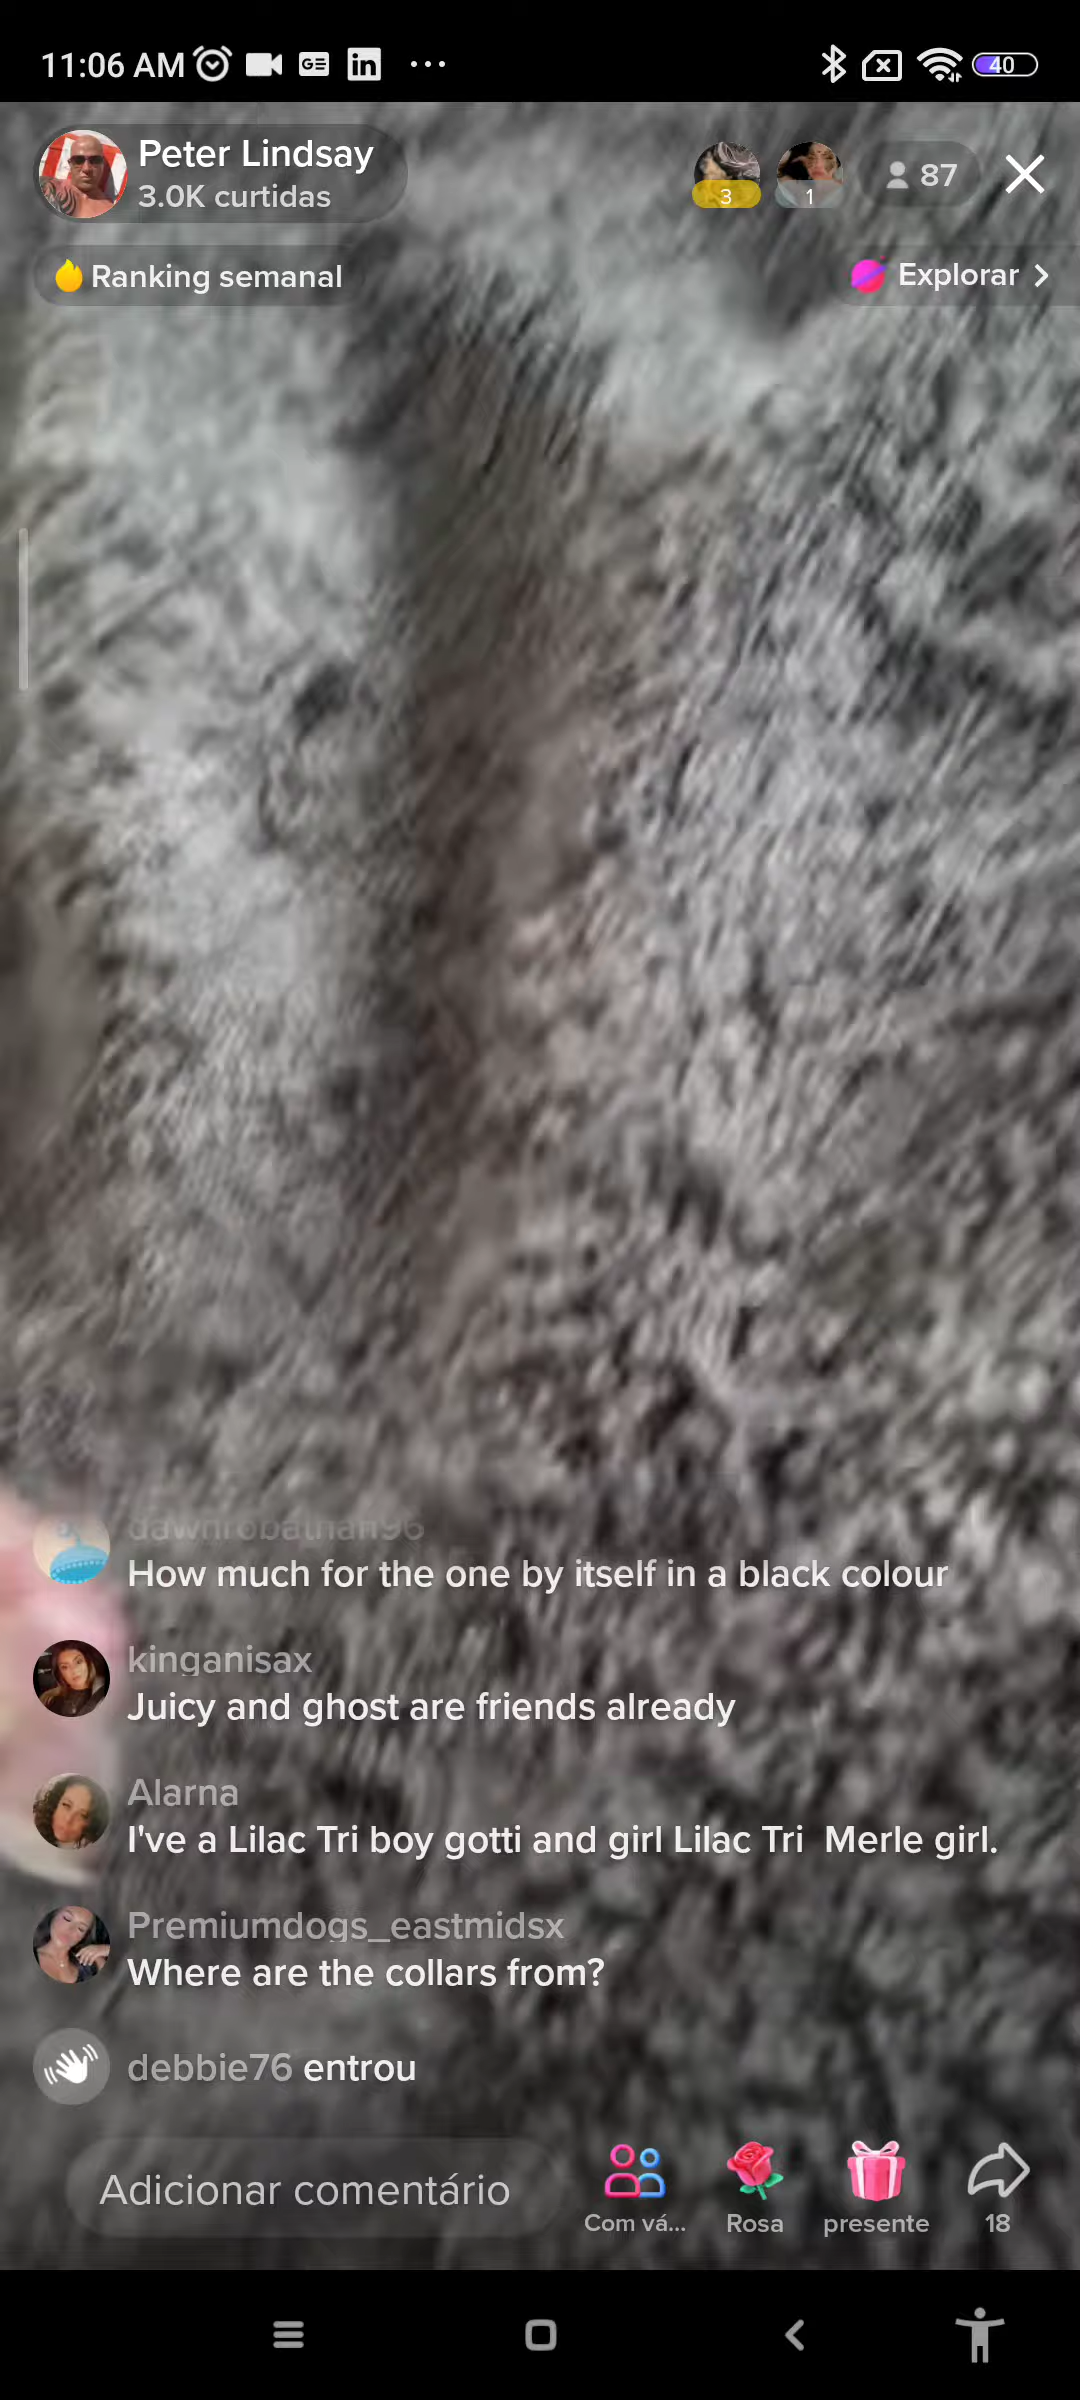 11:06 AM
40
Peter Lindsay
3.0K curtidas
3
1
87
Ranking semanal
Explorar
dawnrobathan96
How much for the one by itself in a black colour
kinganisax
Juicy and ghost are friends already
Alarna
I've a Lilac Tri boy gotti and girl Lilac Tri Merle girl.
Premiumdogs_eastmidsx
Where are the collars from?
debbie76 entrou
Adicionar comentário
Com vá...
Rosa
presente
18